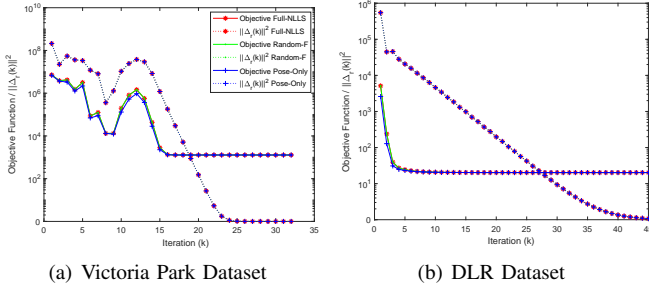 10^10
10^8
10^6
10^4
10^2
0
Objective Function / ||Δ_r(k)||^2
0 5 10 15 20 25 30 35
Iteration (k)
Objective Full-NLLS
||Δ_r(k)||^2 Full-NLLS
Objective Random-F
||Δ_r(k)||^2 Random-F
Objective Pose-Only
||Δ_r(k)||^2 Pose-Only
(a) Victoria Park Dataset
10^6
10^5
10^4
10^3
10^2
10^1
0
Objective Function / ||Δ_r(k)||^2
0 5 10 15 20 25 30 35 40 45
Iteration (k)
(b) DLR Dataset